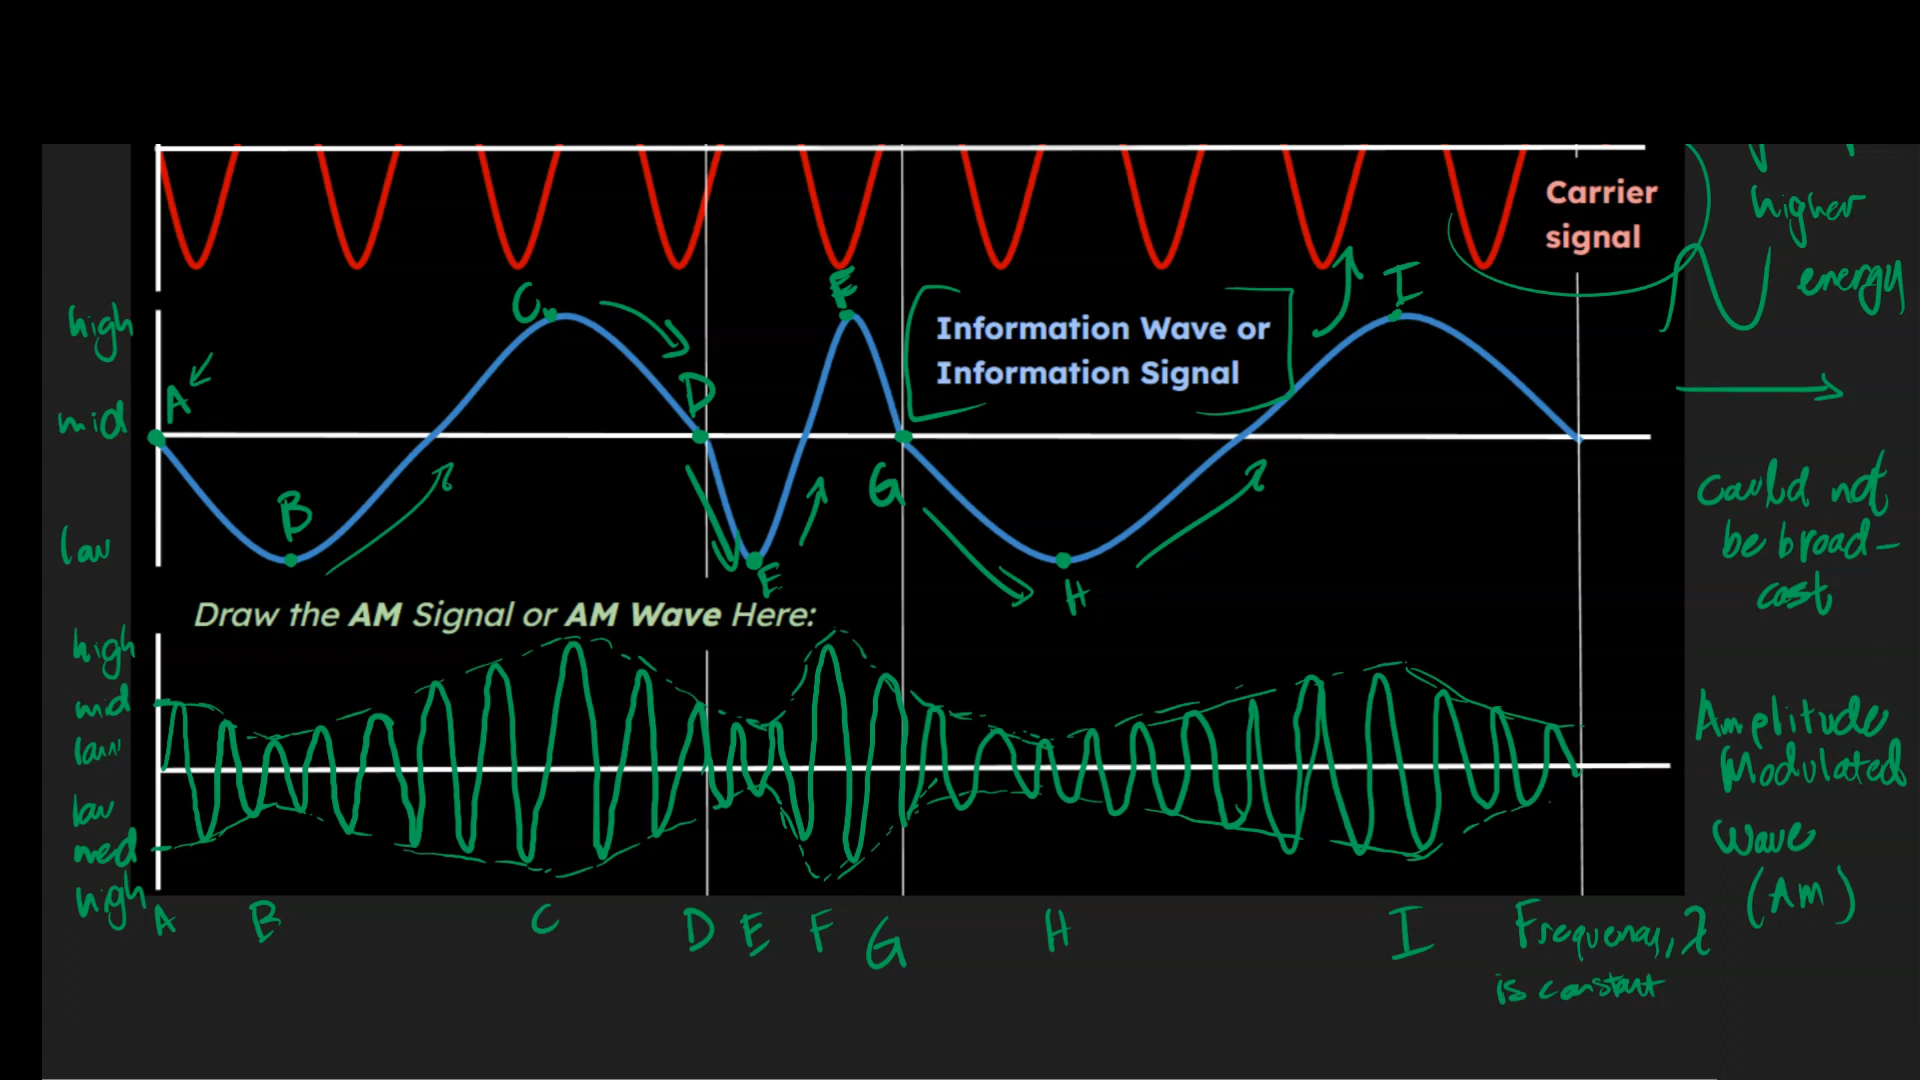 Carrier
signal
higher
energy
high
mid
low
A
B
C
D
E
F
G
H
I
Information Wave or
Information Signal
Could not
be broad-
cast
Draw the AM Signal or AM Wave Here:
high
mid
low
low
med
high
Amplitude
Modulated
Wave
(AM)
A B C D E F G H I
Frequency, λ
is constant